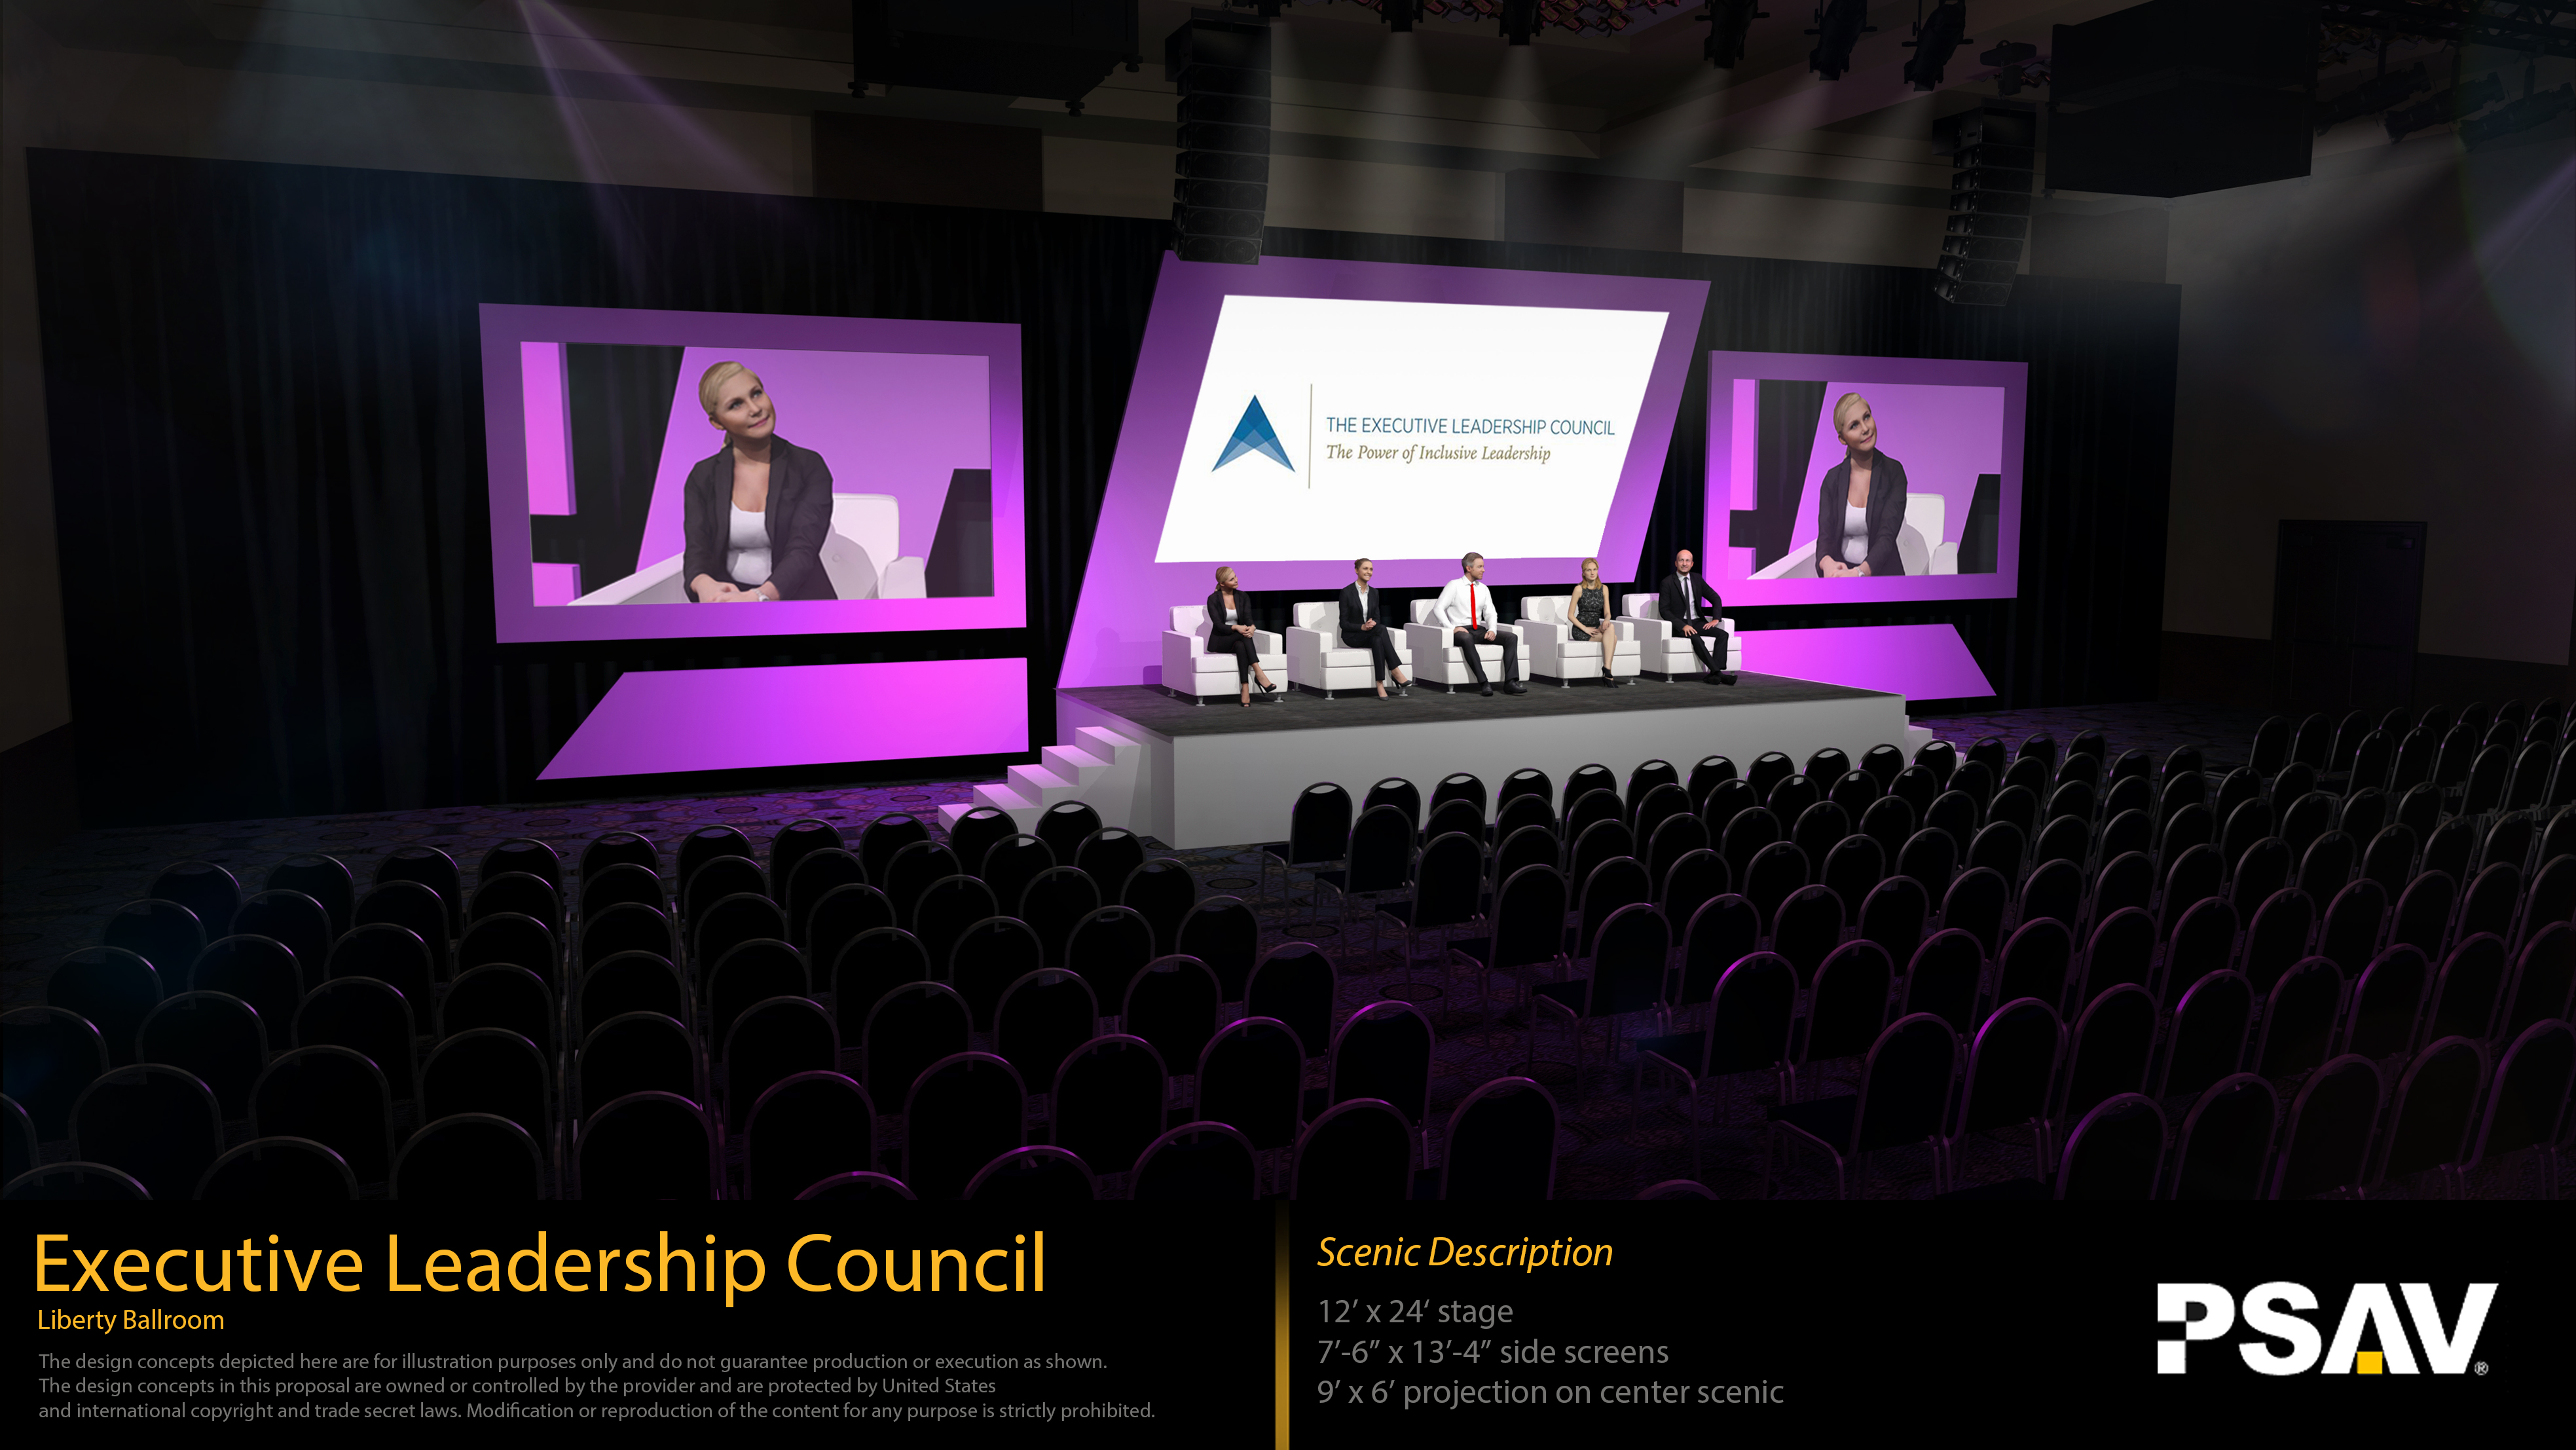 THE EXECUTIVE LEADERSHIP COUNCIL
The Power of Inclusive Leadership
Executive Leadership Council
Liberty Ballroom
The design concepts depicted here are for illustration purposes only and do not guarantee production or execution as shown.
The design concepts in this proposal are owned or controlled by the provider and are protected by United States
and international copyright and trade secret laws. Modification or reproduction of the content for any purpose is strictly prohibited.
Scenic Description
12’ x 24‘ stage
7’-6” x 13’-4” side screens
9’ x 6’ projection on center scenic
PSAV®